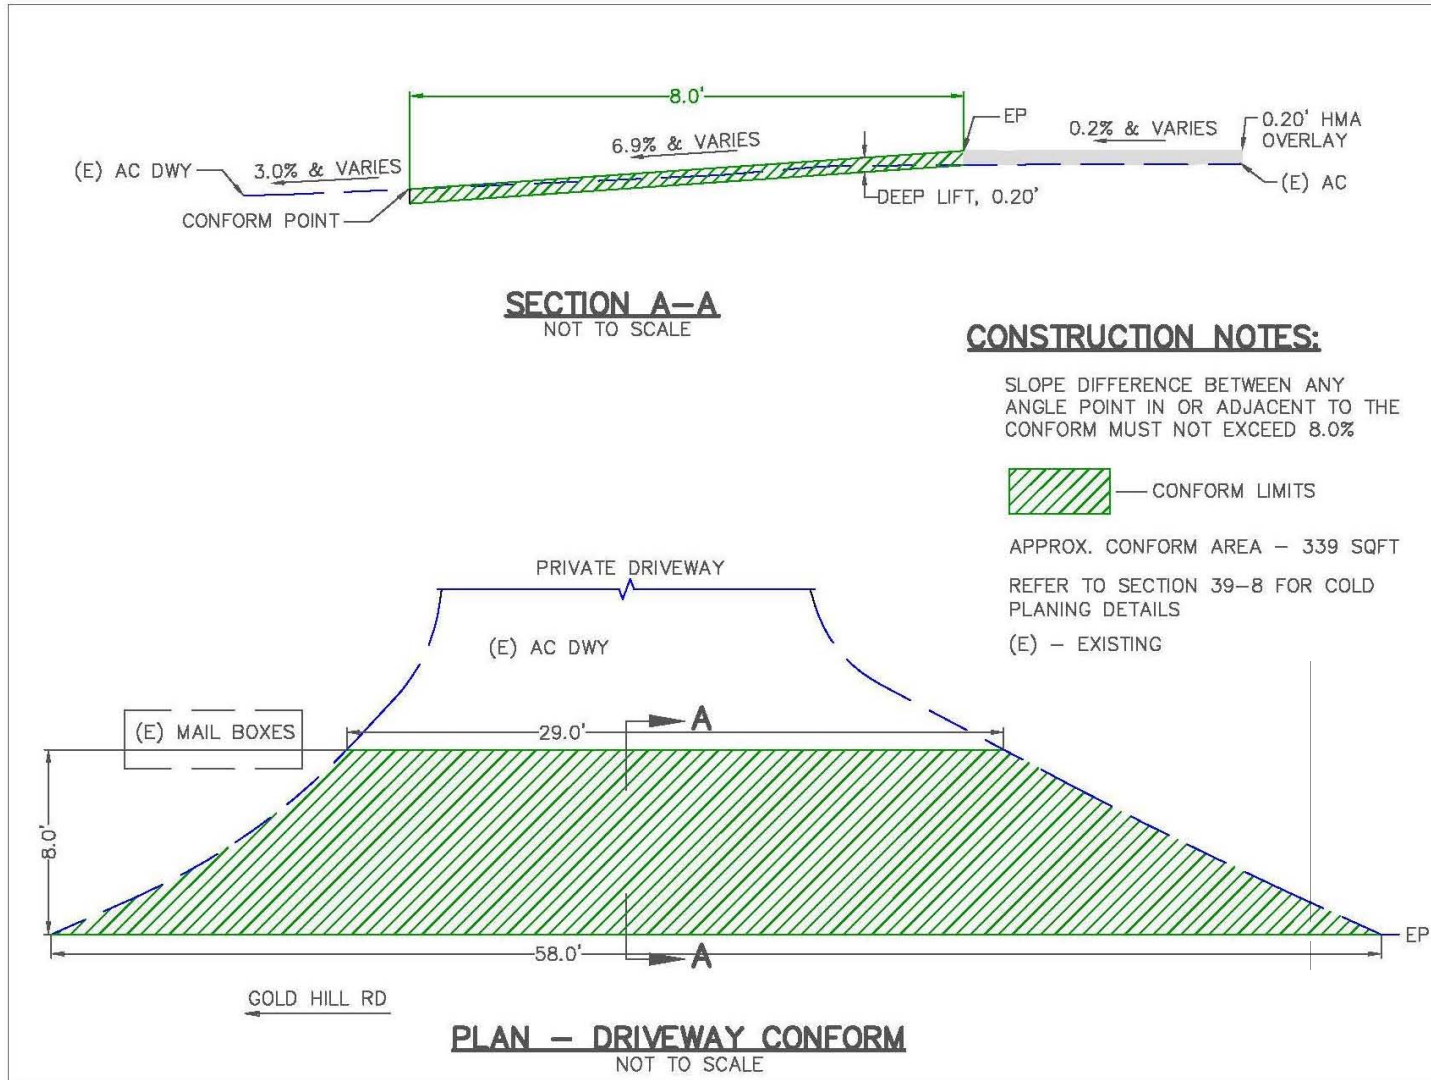 8.0'
EP
0.2% & VARIES
0.20' HMA
OVERLAY
6.9% & VARIES
(E) AC DWY
3.0% & VARIES
(E) AC
DEEP LIFT, 0.20'
CONFORM POINT
SECTION A-A
NOT TO SCALE
CONSTRUCTION NOTES:
SLOPE DIFFERENCE BETWEEN ANY
ANGLE POINT IN OR ADJACENT TO THE
CONFORM MUST NOT EXCEED 8.0%
CONFORM LIMITS
APPROX. CONFORM AREA - 339 SQFT
REFER TO SECTION 39-8 FOR COLD
PLANING DETAILS
(E) - EXISTING
PRIVATE DRIVEWAY
(E) AC DWY
(E) MAIL BOXES
29.0'
A
8.0'
EP
58.0'
A
GOLD HILL RD
PLAN - DRIVEWAY CONFORM
NOT TO SCALE